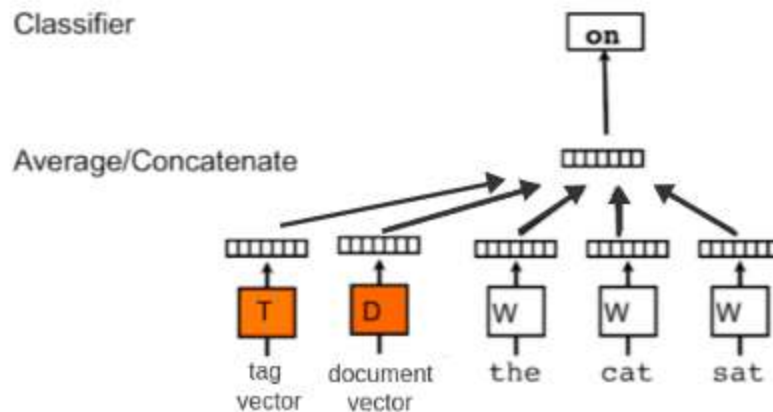 Classifier
on
Average/Concatenate
T D W W W
tag document the cat sat
vector vector